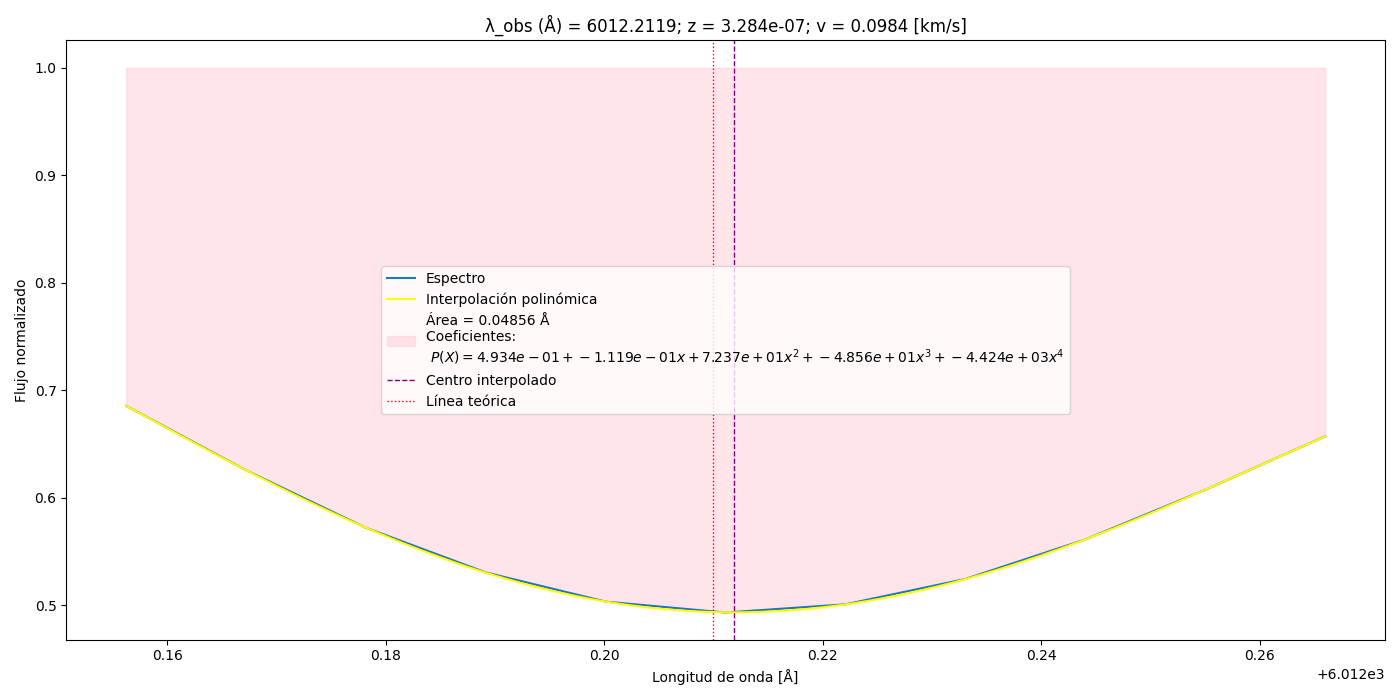 λ_obs (Å) = 6012.2119; z = 3.284e-07; v = 0.0984 [km/s]
Flujo normalizado
1.0
0.9
0.8
0.7
0.6
0.5
Espectro
Interpolación polinómica
Área = 0.04856 Å
Coeficientes:
P(X) = 4.934e − 01 + −1.119e − 01x + 7.237e + 01x² + −4.856e + 01x³ + −4.424e + 03x⁴
Centro interpolado
Línea teórica
0.16 0.18 0.20 0.22 0.24 0.26
Longitud de onda [Å]
+6.012e3